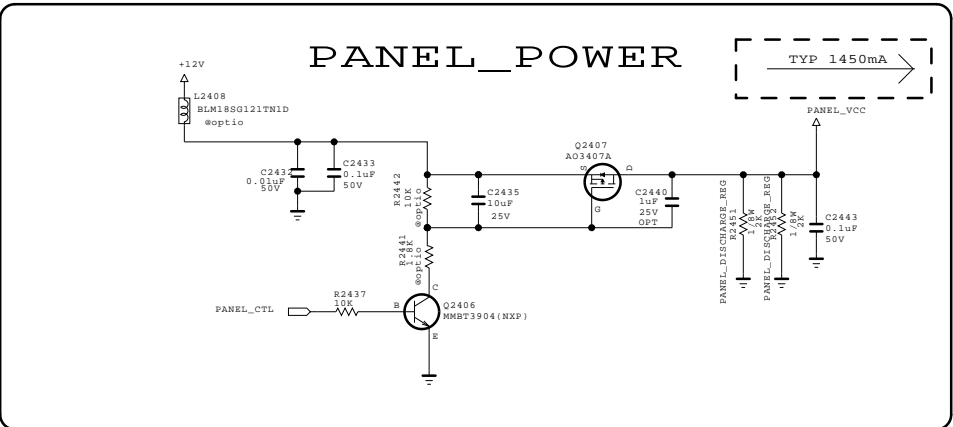 PANEL_POWER
TYP 1450mA
+12V
L2408
BLM18SG121TN1D
@optio
PANEL_VCC
C2432
0.01uF
50V
C2433
0.1uF
50V
R2442
10K
@optio
C2435
10uF
25V
Q2407
AO3407A
S
D
G
C2440
1uF
25V
OPT
PANEL_DISCHARGE_REG
R2451
1/8W
2K
PANEL_DISCHARGE_REG
R2452
1/8W
2K
C2443
0.1uF
50V
R2441
1.8K
@optio
PANEL_CTL
R2437
10K
B
C
E
Q2406
MMBT3904(NXP)